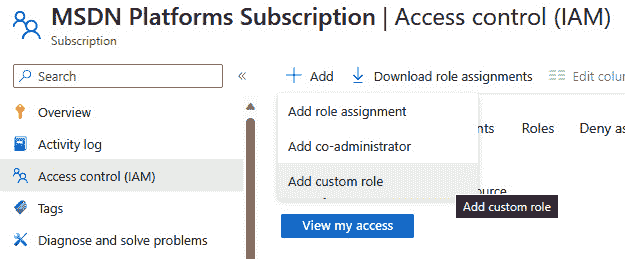 MSDN Platforms Subscription | Access control (IAM)
Subscription
Search
«
+ Add
Download role assignments
Edit colu
Overview
Activity log
Access control (IAM)
Tags
Diagnose and solve problems
Add role assignment
Add co-administrator
Add custom role
nts
Roles
Deny as
ource
Add custom role
View my access